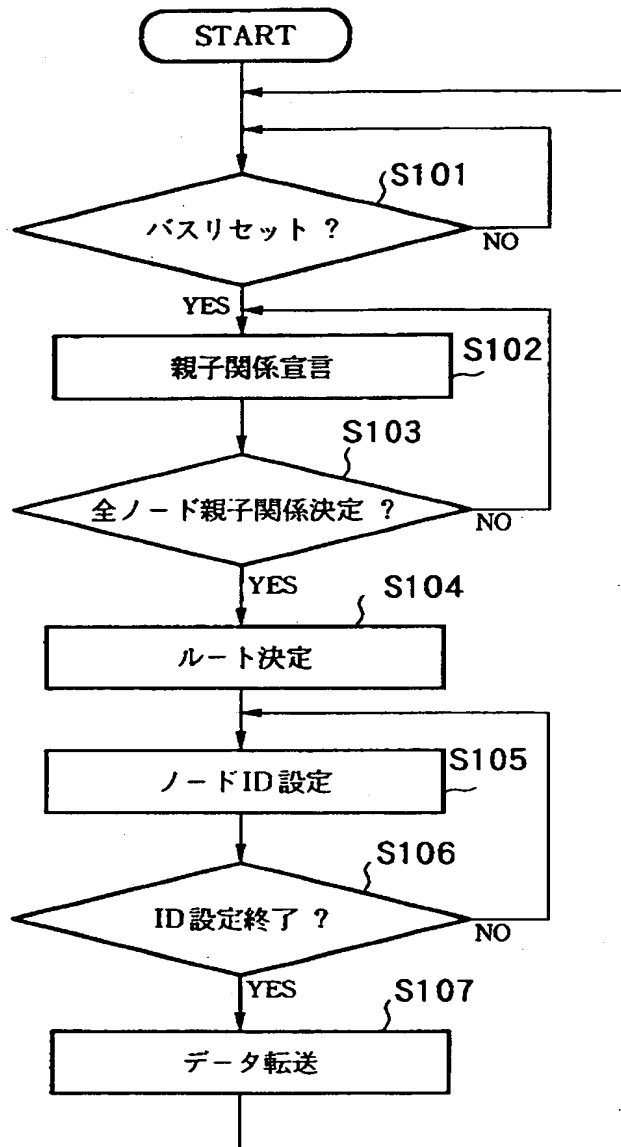 START
S101
バスリセット ?
NO
YES
S102
親子関係宣言
S103
全ノード親子関係決定 ?
NO
YES
S104
ルート決定
S105
ノードID設定
S106
ID設定終了 ?
NO
YES
S107
データ転送